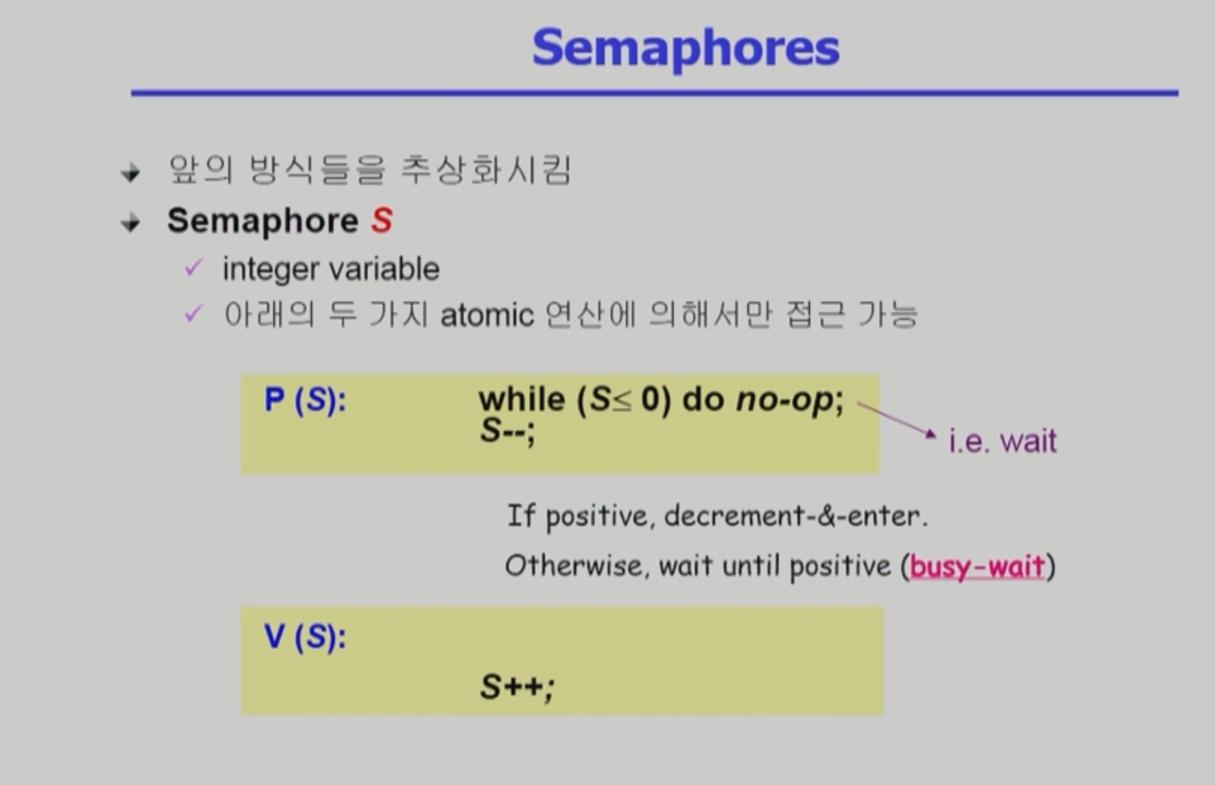 Semaphores
앞의 방식들을 추상화시킴
Semaphore S
integer variable
아래의 두 가지 atomic 연산에 의해서만 접근 가능
P (S): while (S≤ 0) do no-op;
S--;
i.e. wait
If positive, decrement-&-enter.
Otherwise, wait until positive (busy-wait)
V (S):
S++;